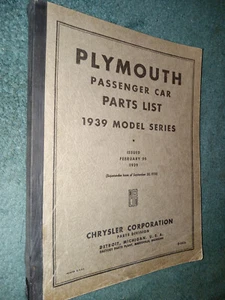 PLYMOUTH
PASSENGER CAR
PARTS LIST
1939 MODEL SERIES
ISSUED
FEBRUARY
1939
CHRYSLER CORPORATION
PARTS DIVISION
DETROIT, MICHIGAN, U.S.A.